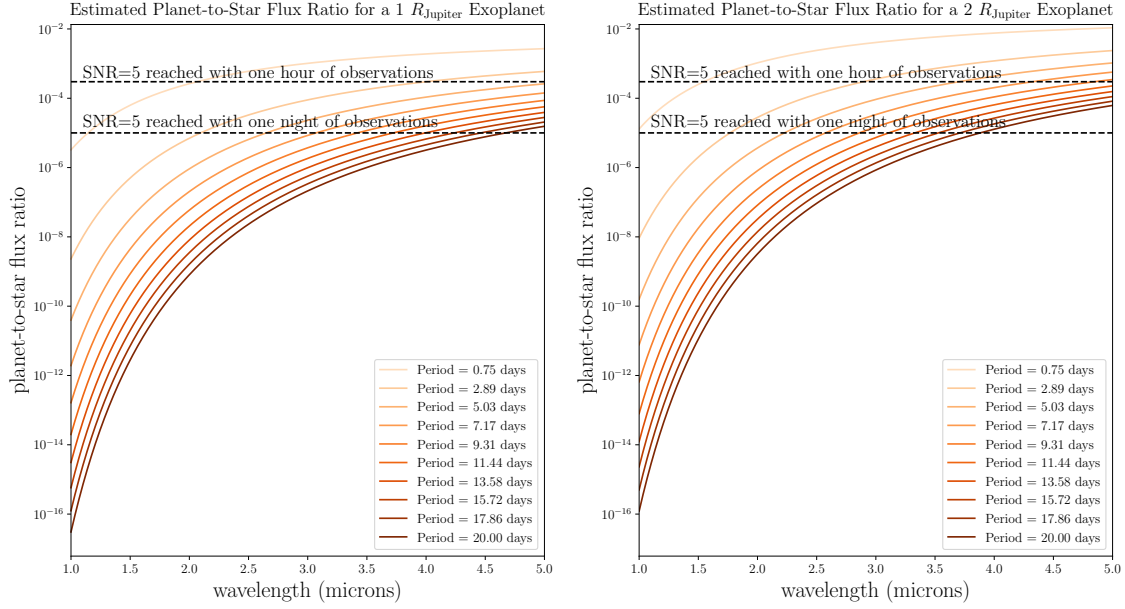 Estimated Planet-to-Star Flux Ratio for a 1 R_Jupiter Exoplanet
10^-2
10^-4
10^-6
10^-8
10^-10
10^-12
10^-14
10^-16
planet-to-star flux ratio
SNR=5 reached with one hour of observations
SNR=5 reached with one night of observations
Period = 0.75 days
Period = 2.89 days
Period = 5.03 days
Period = 7.17 days
Period = 9.31 days
Period = 11.44 days
Period = 13.58 days
Period = 15.72 days
Period = 17.86 days
Period = 20.00 days
1.0 1.5 2.0 2.5 3.0 3.5 4.0 4.5 5.0
wavelength (microns)
Estimated Planet-to-Star Flux Ratio for a 2 R_Jupiter Exoplanet
10^-2
10^-4
10^-6
10^-8
10^-10
10^-12
10^-14
10^-16
planet-to-star flux ratio
SNR=5 reached with one hour of observations
SNR=5 reached with one night of observations
Period = 0.75 days
Period = 2.89 days
Period = 5.03 days
Period = 7.17 days
Period = 9.31 days
Period = 11.44 days
Period = 13.58 days
Period = 15.72 days
Period = 17.86 days
Period = 20.00 days
1.0 1.5 2.0 2.5 3.0 3.5 4.0 4.5 5.0
wavelength (microns)